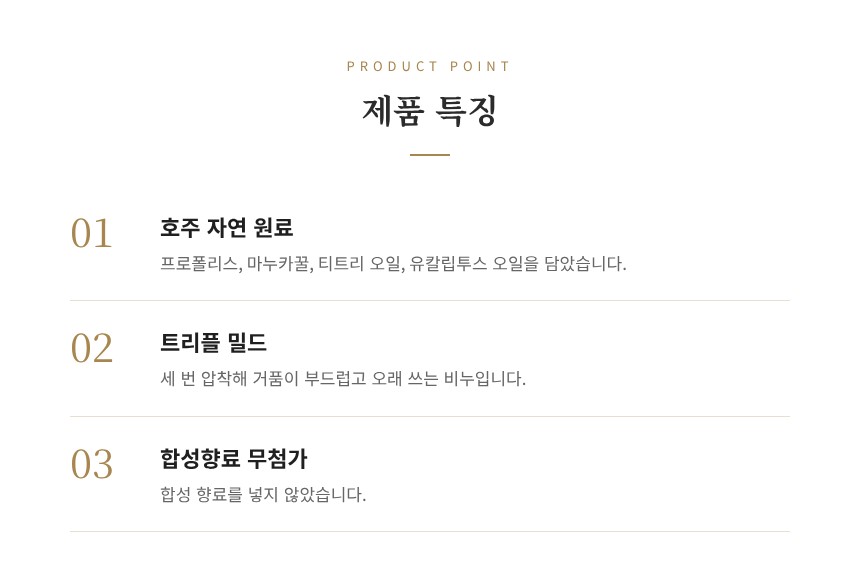 PRODUCT POINT
제품 특징
01
호주 자연 원료
프로폴리스, 마누카꿀, 티트리 오일, 유칼립투스 오일을 담았습니다.
02
트리플 밀드
세 번 압착해 거품이 부드럽고 오래 쓰는 비누입니다.
03
합성향료 무첨가
합성 향료를 넣지 않았습니다.